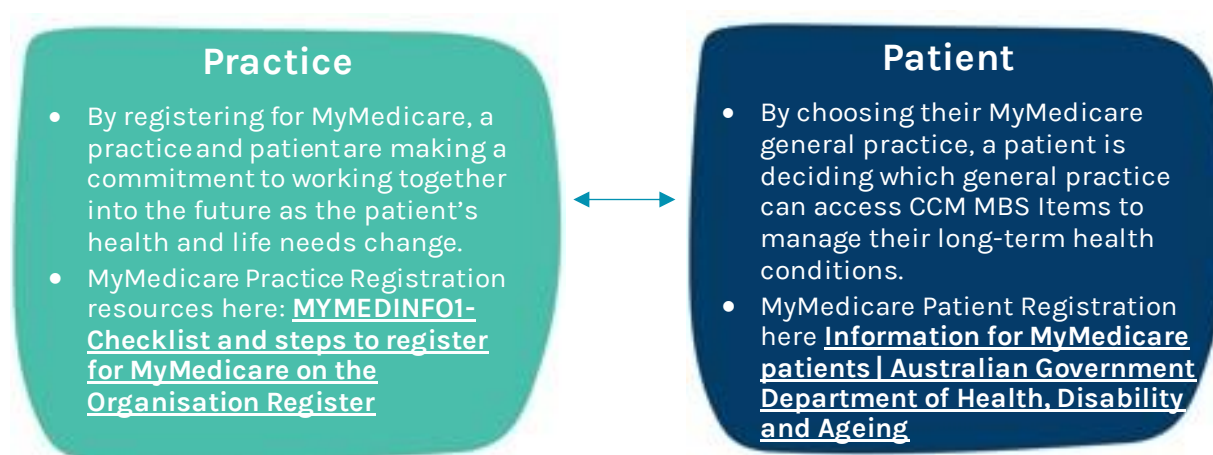 Practice
• By registering for MyMedicare, a
practice and patient are making a
commitment to working together
into the future as the patient's
health and life needs change.
• MyMedicare Practice Registration
resources here: MYMEDINFO1-
Checklist and steps to register
for MyMedicare on the
Organisation Register
Patient
• By choosing their MyMedicare
general practice, a patient is
deciding which general practice
can access CCM MBS Items to
manage their long-term health
conditions.
• MyMedicare Patient Registration
here Information for MyMedicare
patients | Australian Government
Department of Health, Disability
and Ageing